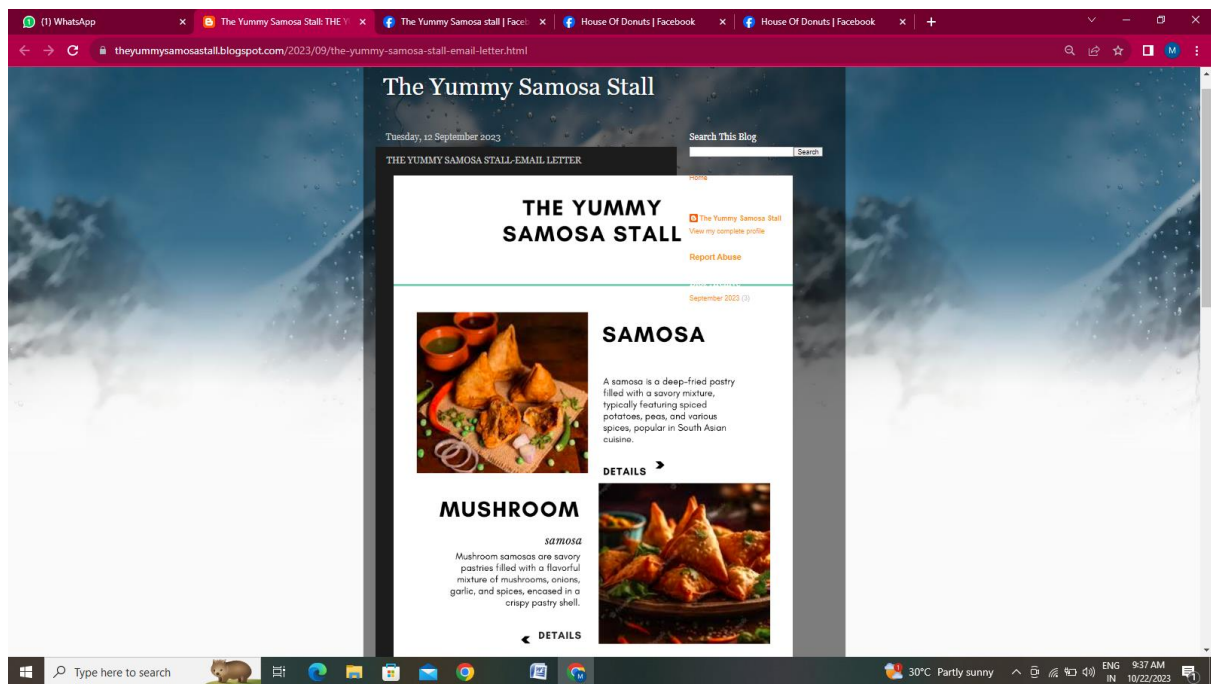 (1) WhatsApp
The Yummy Samosa Stall: THE Y
The Yummy Samosa stall | Faceb
House Of Donuts | Facebook
House Of Donuts | Facebook
theyummysamosastall.blogspot.com/2023/09/the-yummy-samosa-stall-email-letter.html
M
The Yummy Samosa Stall
Tuesday, 12 September 2023
THE YUMMY SAMOSA STALL-EMAIL LETTER
Search This Blog
Search
Home
The Yummy Samosa Stall
View my complete profile
Report Abuse
September 2023 (3)
THE YUMMY
SAMOSA STALL
SAMOSA
A samosa is a deep-fried pastry
filled with a savory mixture,
typically featuring spiced
potatoes, peas, and various
spices, popular in South Asian
cuisine.
DETAILS
MUSHROOM
samosa
Mushroom samosas are savory
pastries filled with a flavorful
mixture of mushrooms, onions,
garlic, and spices, encased in a
crispy pastry shell.
DETAILS
Type here to search
30°C Partly sunny
ENG
IN
9:37 AM
10/22/2023